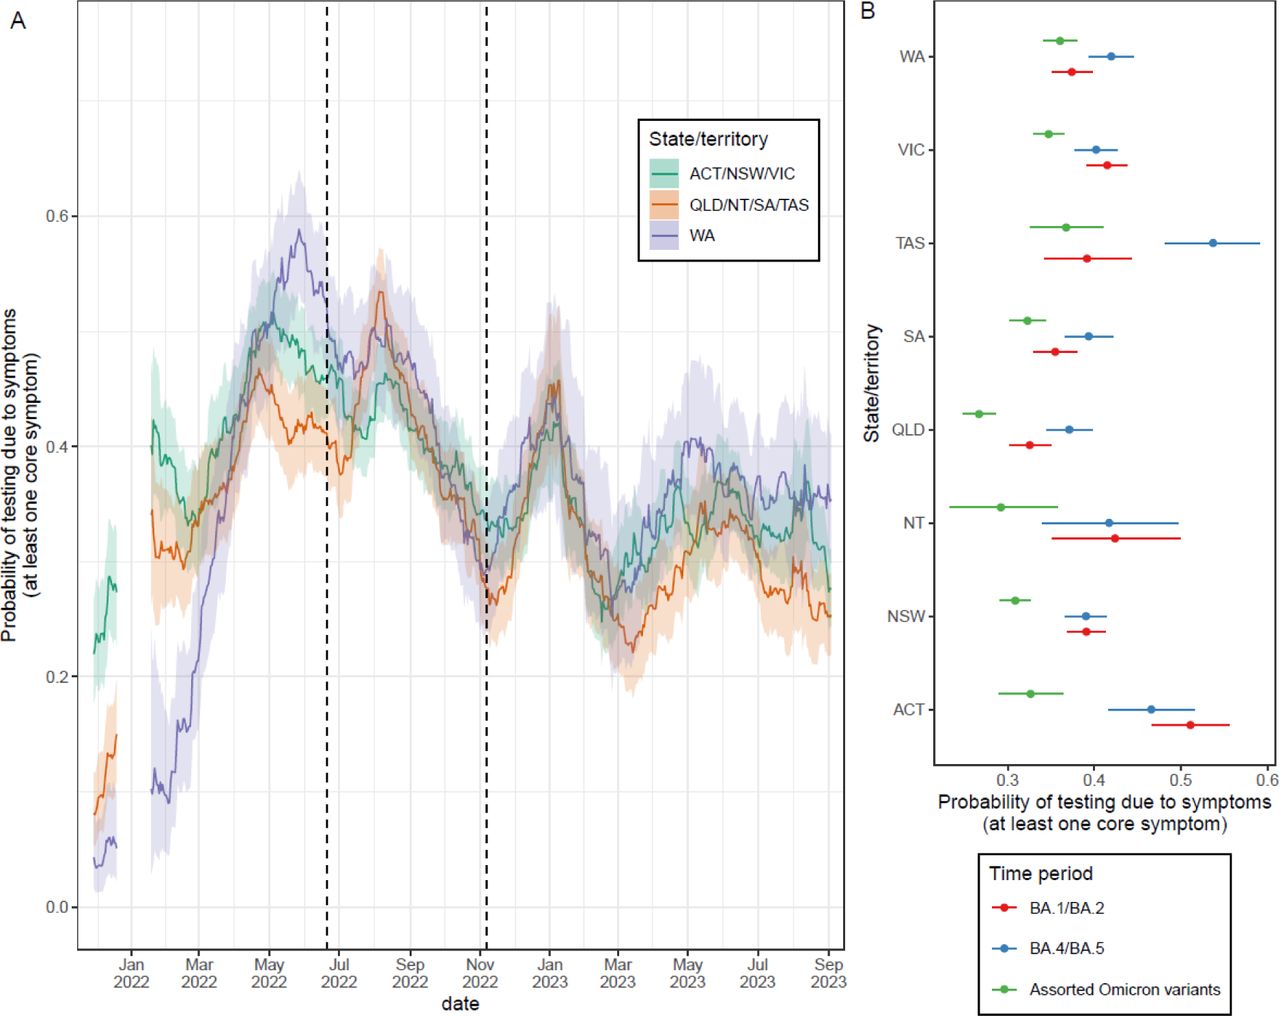 A
Probability of testing due to symptoms
(at least one core symptom)
0.6
0.4
0.2
0.0
State/territory
ACT/NSW/VIC
QLD/NT/SA/TAS
WA
Jan Mar May Jul Sep Nov Jan Mar May Jul Sep
2022 2022 2022 2022 2022 2022 2023 2023 2023 2023 2023
date
B
State/territory
WA
VIC
TAS
SA
QLD
NT
NSW
ACT
0.3 0.4 0.5 0.6
Probability of testing due to symptoms
(at least one core symptom)
Time period
BA.1/BA.2
BA.4/BA.5
Assorted Omicron variants